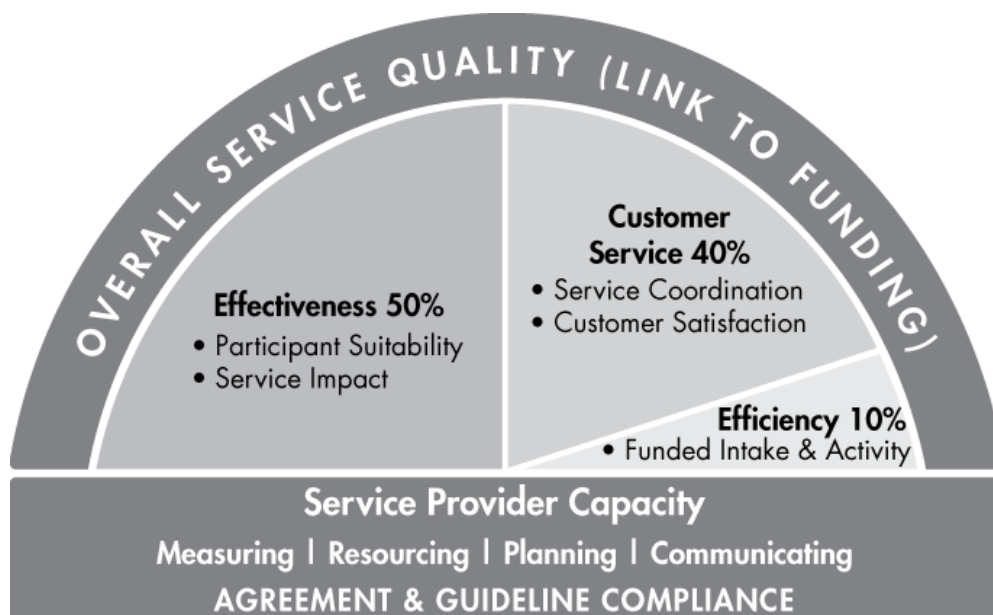 OVERALL SERVICE QUALITY (LINK TO FUNDING)
Effectiveness 50%
• Participant Suitability
• Service Impact
Customer
Service 40%
• Service Coordination
• Customer Satisfaction
Efficiency 10%
• Funded Intake & Activity
Service Provider Capacity
Measuring | Resourcing | Planning | Communicating
AGREEMENT & GUIDELINE COMPLIANCE